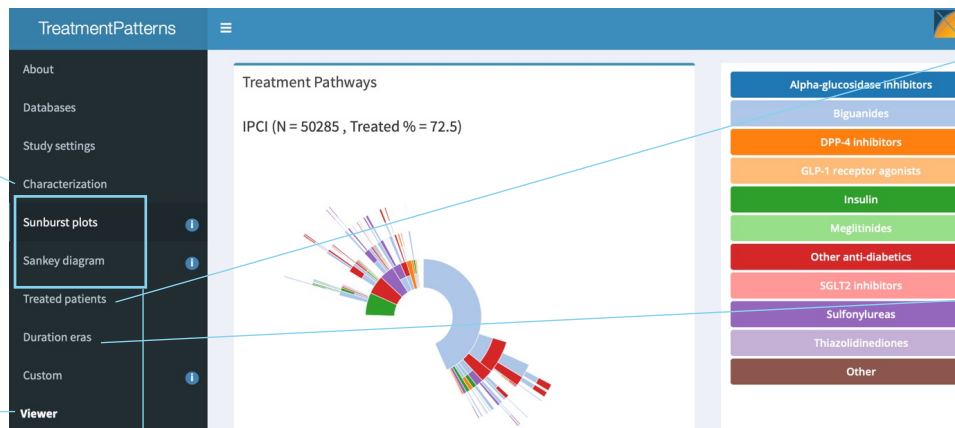 TreatmentPatterns
About
Databases
Study settings
Characterization
Sunburst plots
Sankey diagram
Treated patients
Duration eras
Custom
Viewer
Treatment Pathways
IPCI (N = 50285 , Treated % = 72.5)
Alpha-glucosidase inhibitors
Biguanides
DPP-4 inhibitors
GLP-1 receptor agonists
Insulin
Meglitinides
Other anti-diabetics
SGLT2 inhibitors
Sulfonylureas
Thiazolidinediones
Other